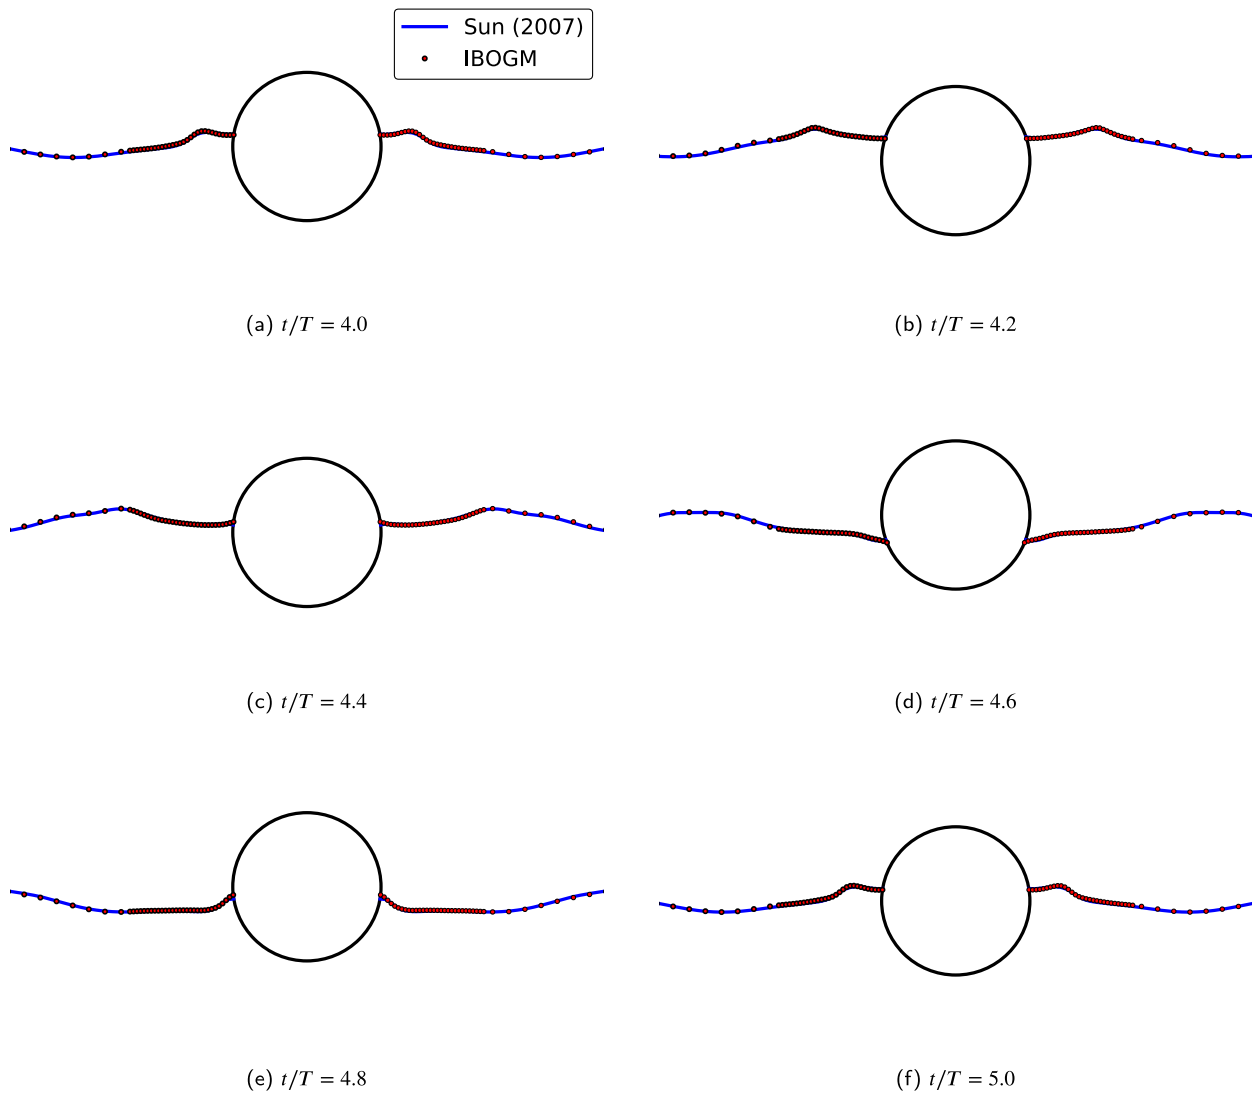 Sun (2007)
IBOGM
(a) t/T = 4.0
(b) t/T = 4.2
(c) t/T = 4.4
(d) t/T = 4.6
(e) t/T = 4.8
(f) t/T = 5.0